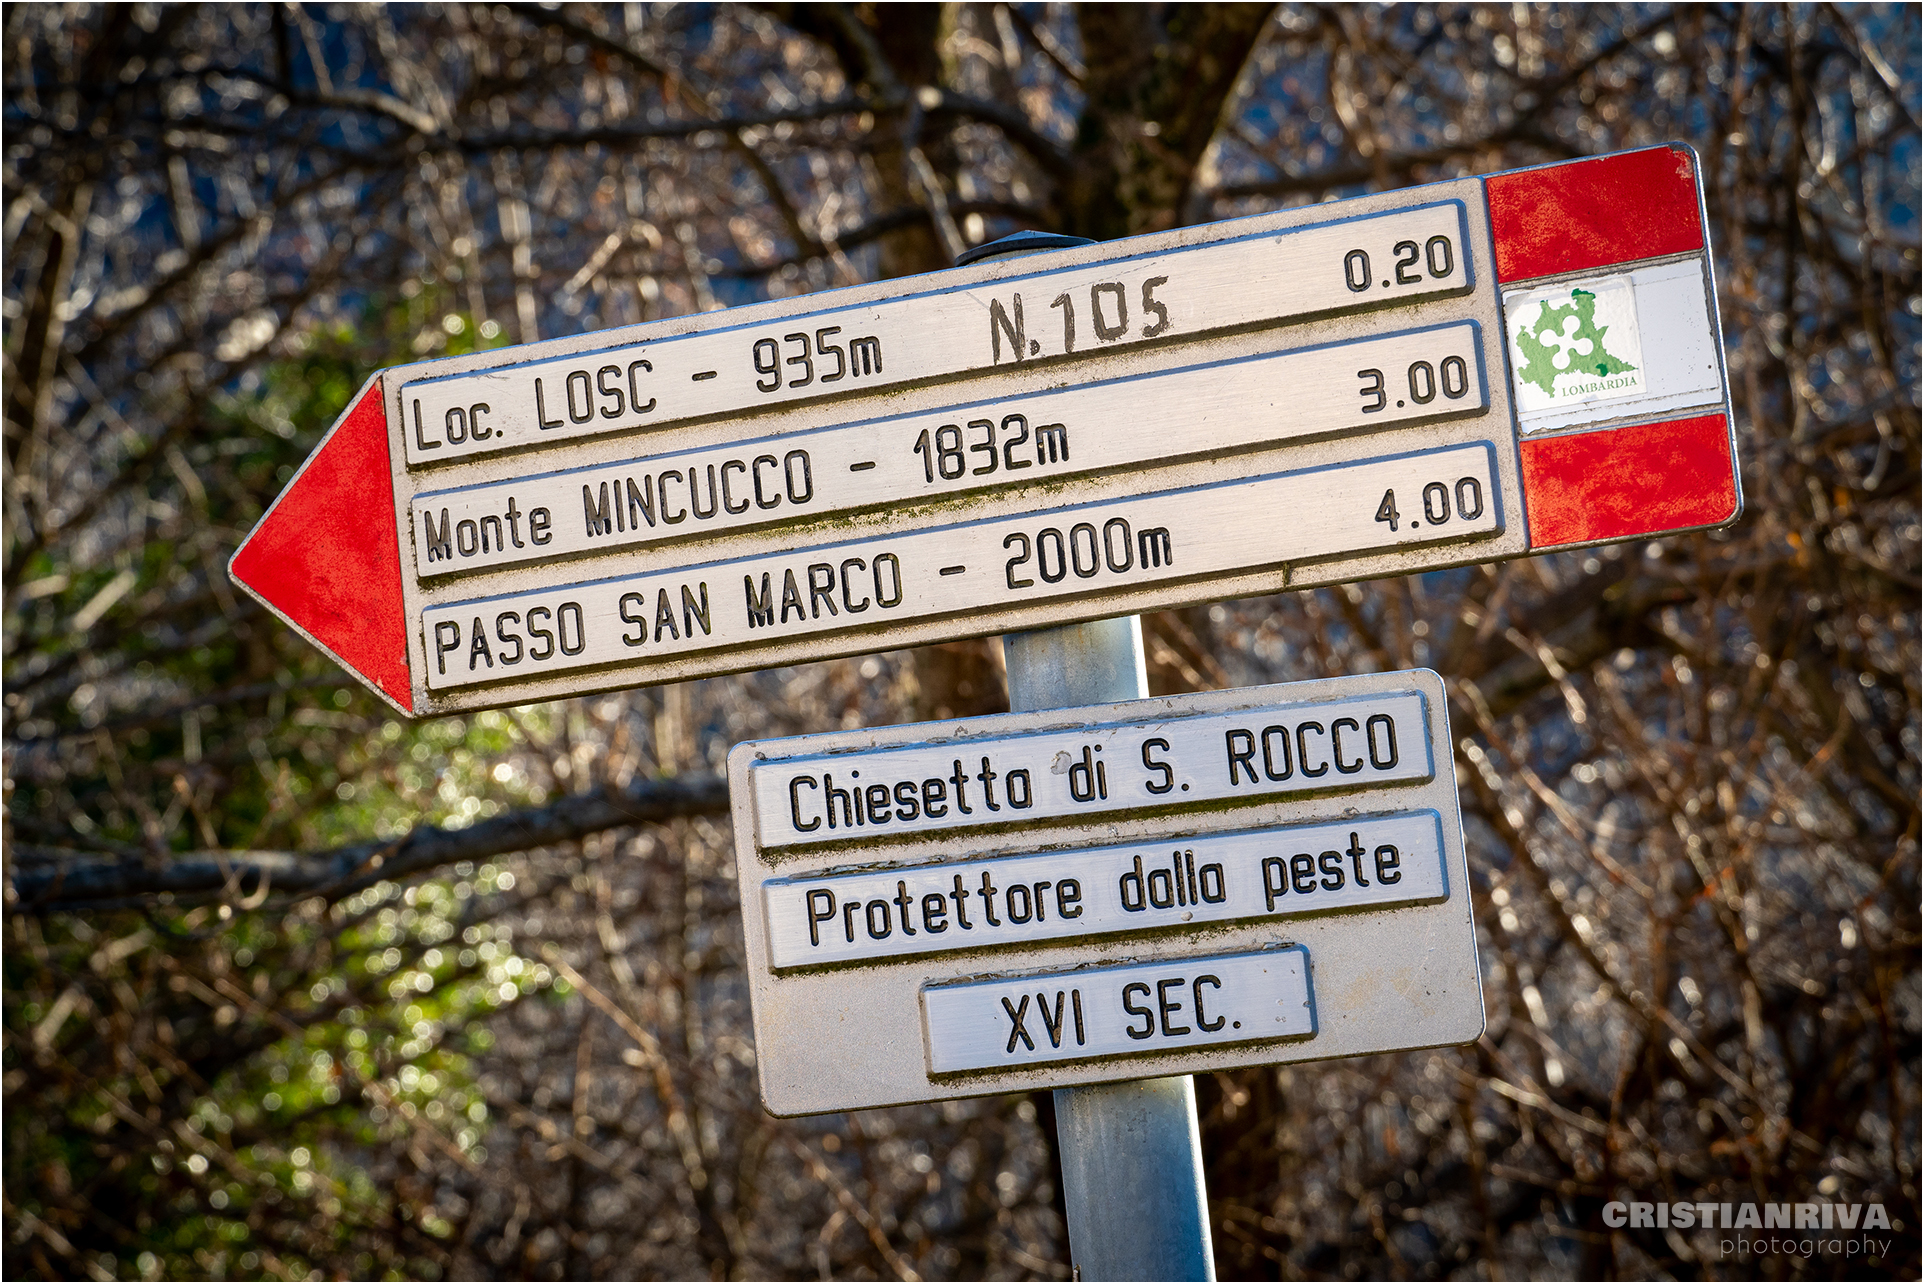 Loc. LOSC - 935m N.105 0.20
Monte MINCUCCO - 1832m 3.00
PASSO SAN MARCO - 2000m 4.00
LOMBARDIA
Chiesetta di S. ROCCO
Protettore dalla peste
XVI SEC.
CRISTIANRIVA
photography